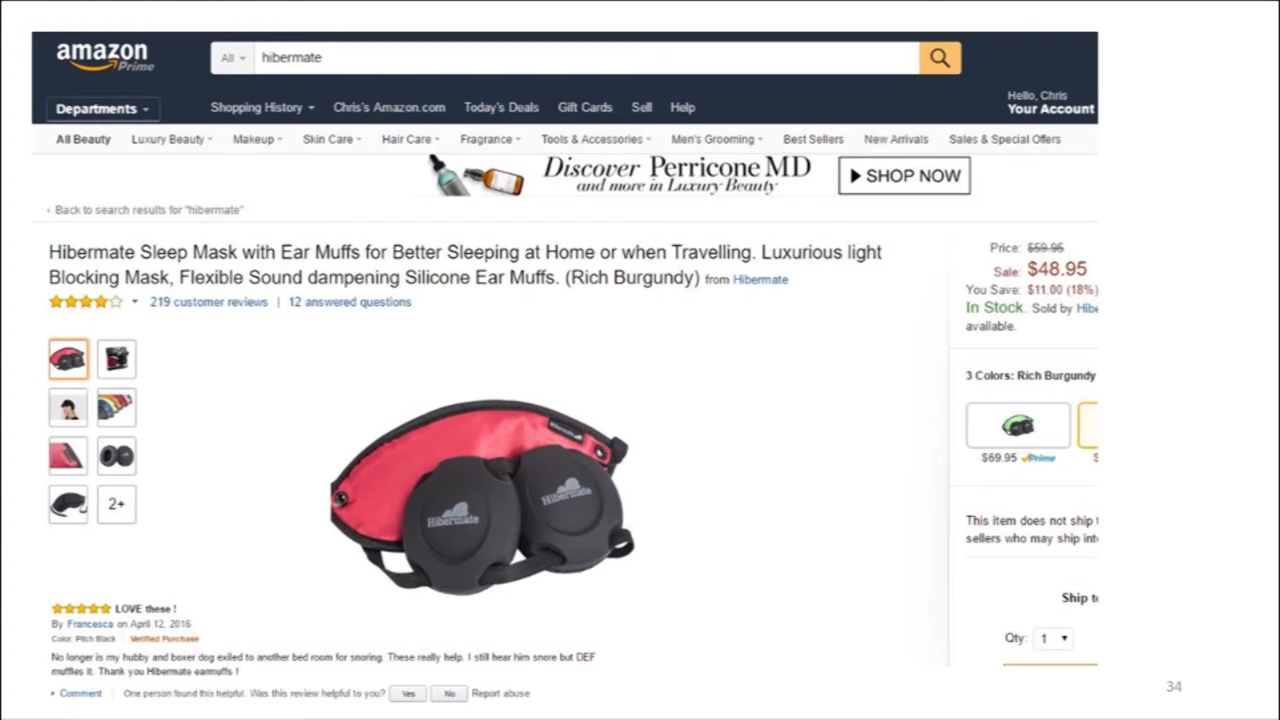 amazon
Prime
All
hibermate
Departments
Shopping History
Chris's Amazon.com
Today's Deals
Gift Cards
Sell
Help
Hello, Chris
Your Account
All Beauty
Luxury Beauty
Makeup
Skin Care
Hair Care
Fragrance
Tools & Accessories
Men's Grooming
Best Sellers
New Arrivals
Sales & Special Offers
Discover Perricone MD
and more in Luxury Beauty
SHOP NOW
‹ Back to search results for "hibermate"
Hibermate Sleep Mask with Ear Muffs for Better Sleeping at Home or when Travelling. Luxurious light
Blocking Mask, Flexible Sound dampening Silicone Ear Muffs. (Rich Burgundy) from Hibermate
219 customer reviews | 12 answered questions
2+
Hibermate
Hibermate
Price: $59.95
Sale: $48.95
You Save: $11.00 (18%)
In Stock. Sold by Hibe
available.
3 Colors: Rich Burgundy
$69.95 Prime
This item does not ship t
sellers who may ship int
Ship to
Qty: 1
LOVE these !
By Francesca on April 12, 2016
Color: Pitch Black | Verified Purchase
No longer is my hubby and boxer dog exiled to another bed room for snoring. These really help. I still hear him snore but DEF
muffles it. Thank you Hibermate earmuffs !
Comment | One person found this helpful. Was this review helpful to you? Yes No Report abuse
34